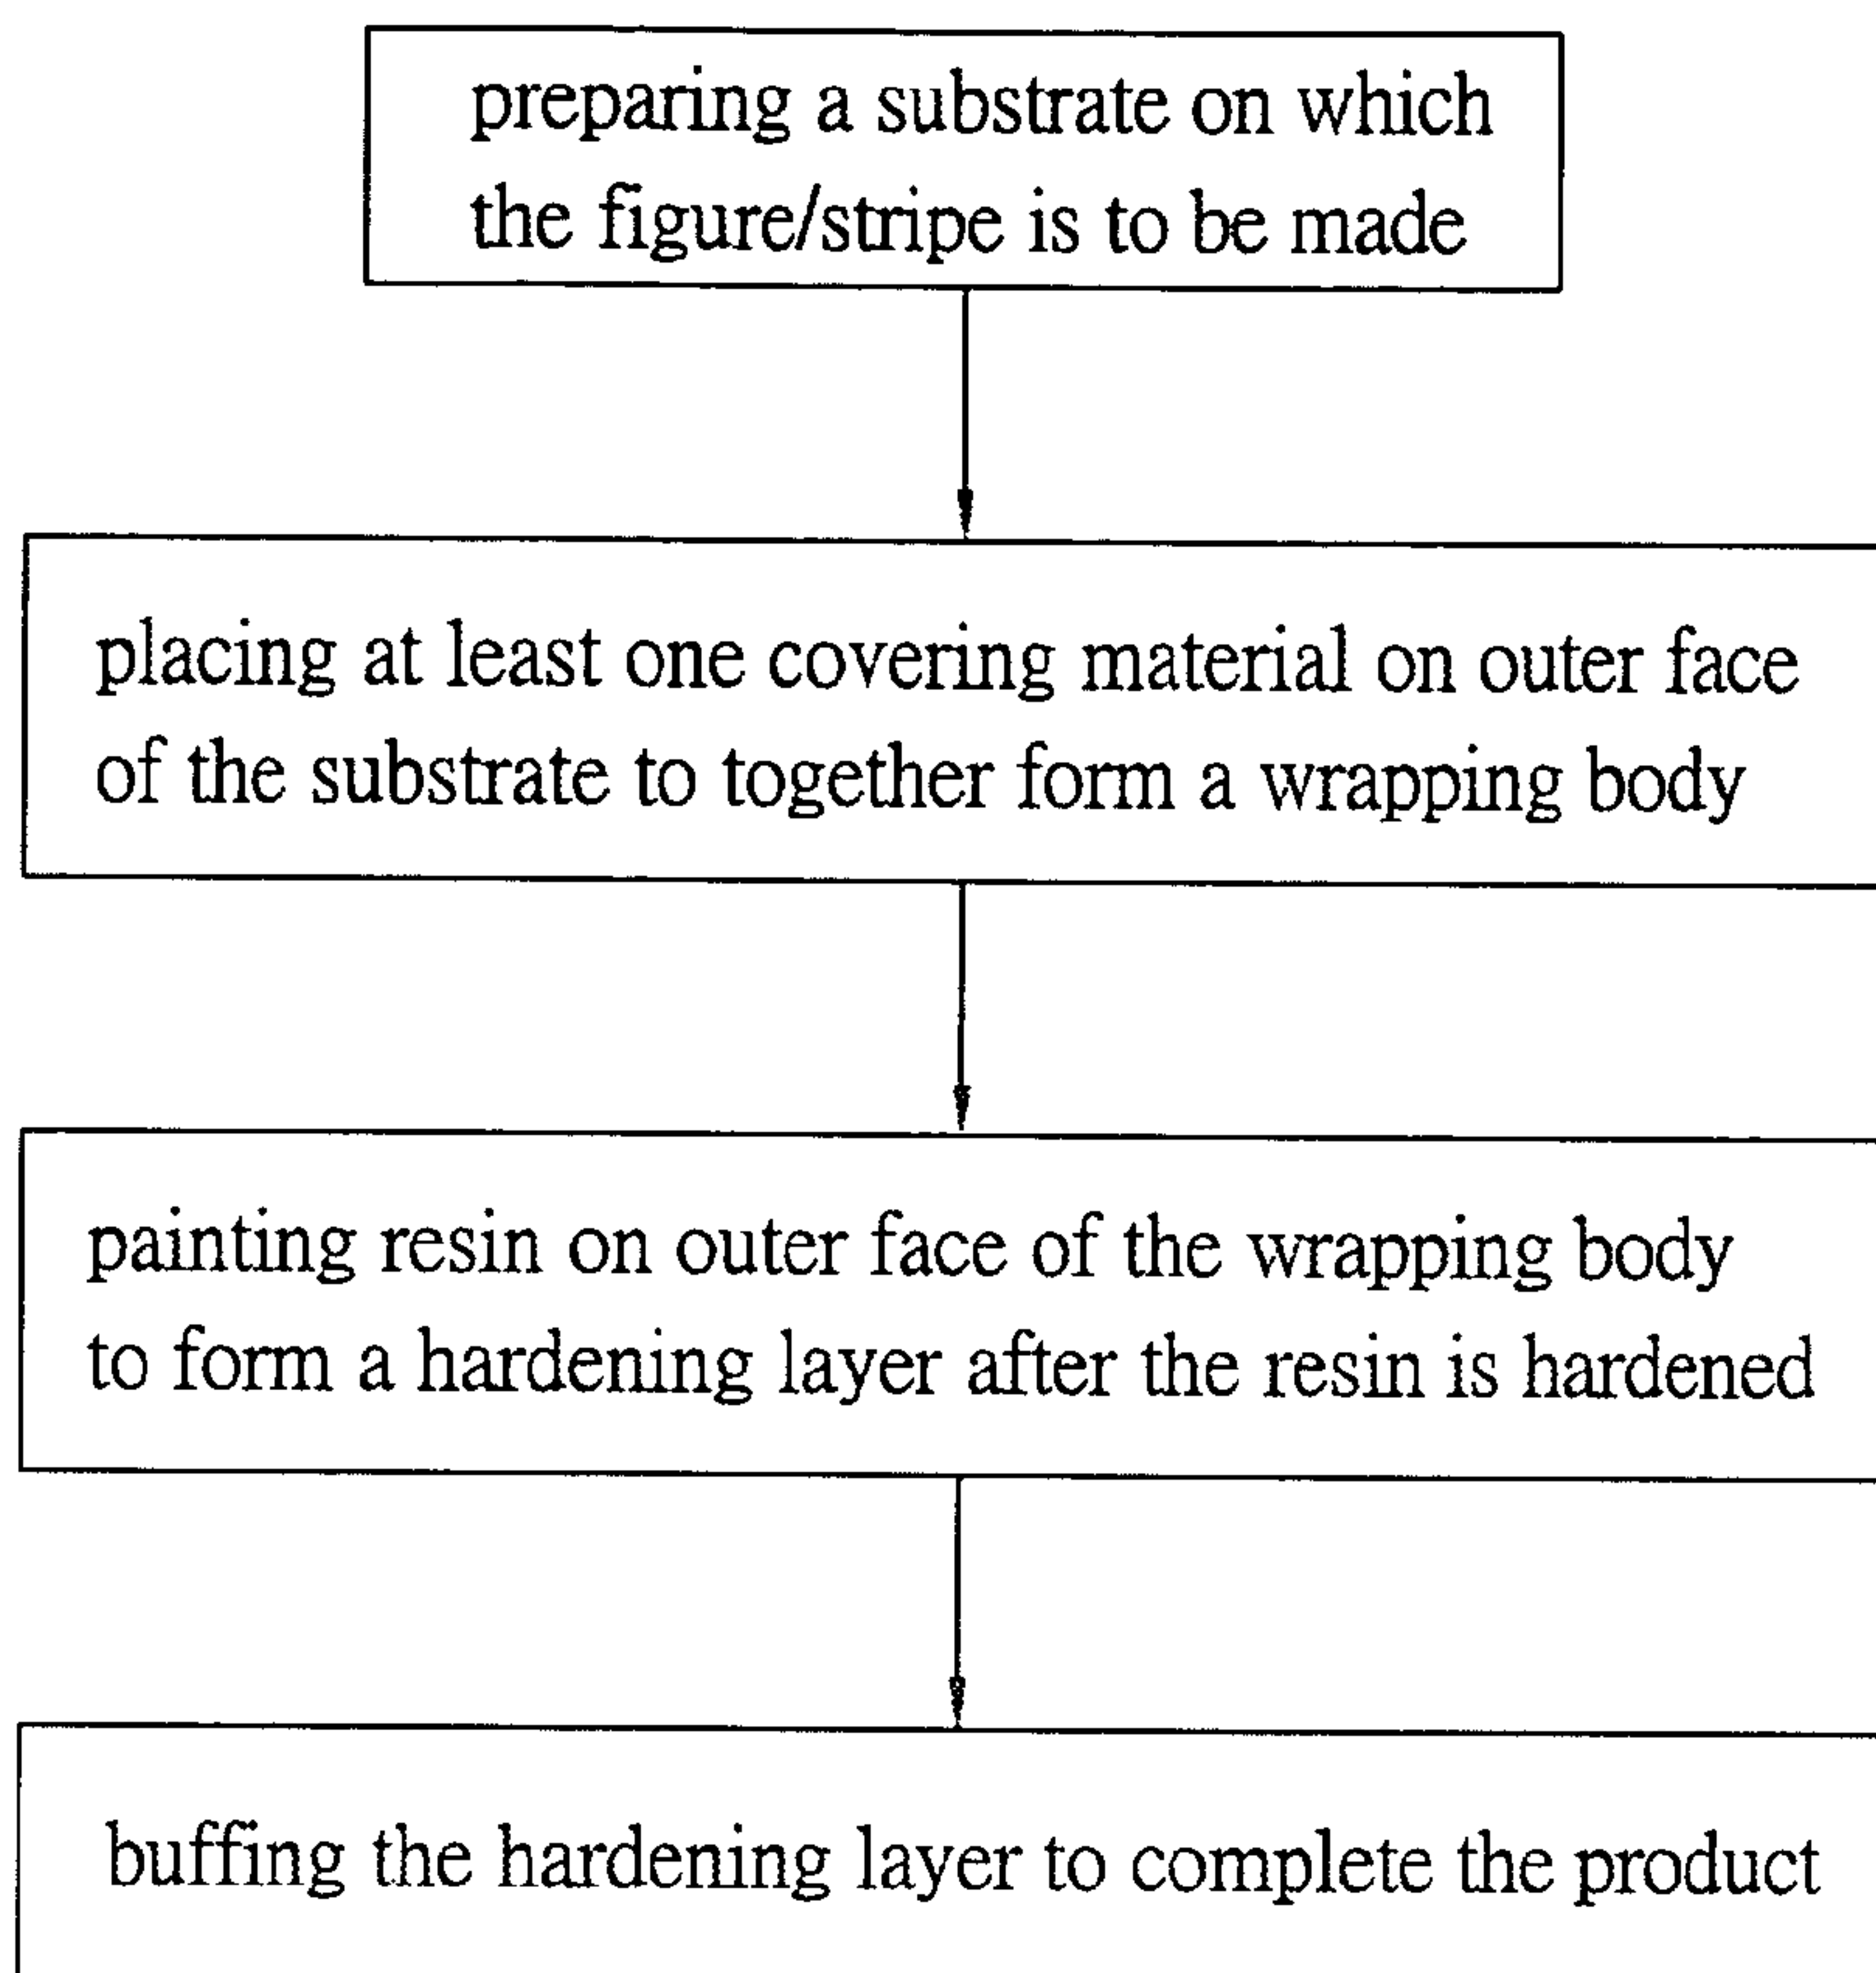 preparing a substrate on which
the figure/stripe is to be made
placing at least one covering material on outer face
of the substrate to together form a wrapping body
painting resin on outer face of the wrapping body
to form a hardening layer after the resin is hardened
buffing the hardening layer to complete the product